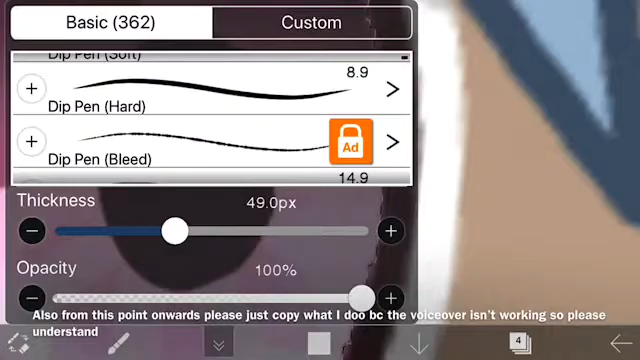 Basic (362) Custom
Dip Pen (Soft)
8.9
Dip Pen (Hard)
Ad
Dip Pen (Bleed)
14.9
Thickness 49.0px
Opacity 100%
Also from this point onwards please just copy what I doo bc the voiceover isn't working so please
understand
4